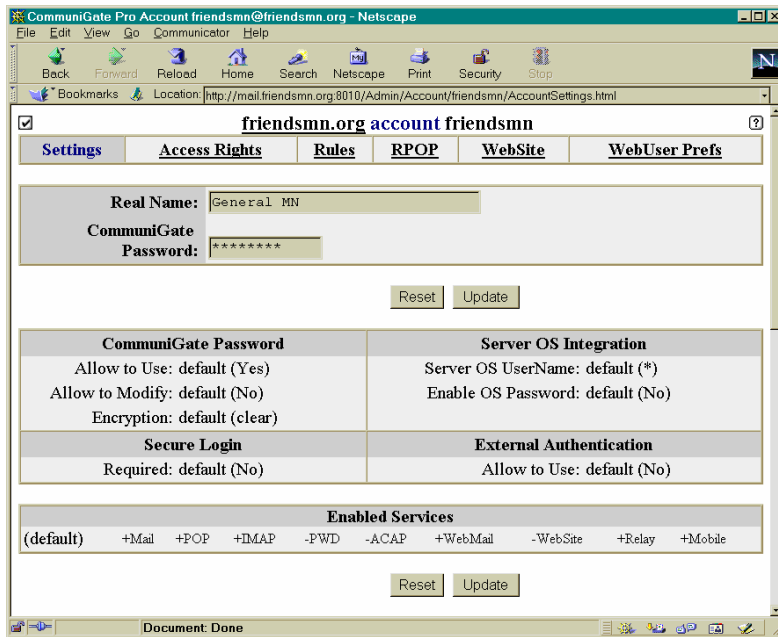 CommuniGate Pro Account friendsmn@friendsmn.org - Netscape
File Edit View Go Communicator Help
Back Forward Reload Home Search Netscape Print Security Stop
N
Bookmarks Location: http://mail.friendsmn.org:8010/Admin/Account/friendsmn/AccountSettings.html
friendsmn.org account friendsmn
Settings Access Rights Rules RPOP WebSite WebUser Prefs
Real Name: General MN
CommuniGate
Password: ********
Reset Update
CommuniGate Password Server OS Integration
Allow to Use: default (Yes) Server OS UserName: default (*)
Allow to Modify: default (No) Enable OS Password: default (No)
Encryption: default (clear)
Secure Login External Authentication
Required: default (No) Allow to Use: default (No)
Enabled Services
(default) +Mail +POP +IMAP -PWD -ACAP +WebMail -WebSite +Relay +Mobile
Reset Update
Document: Done